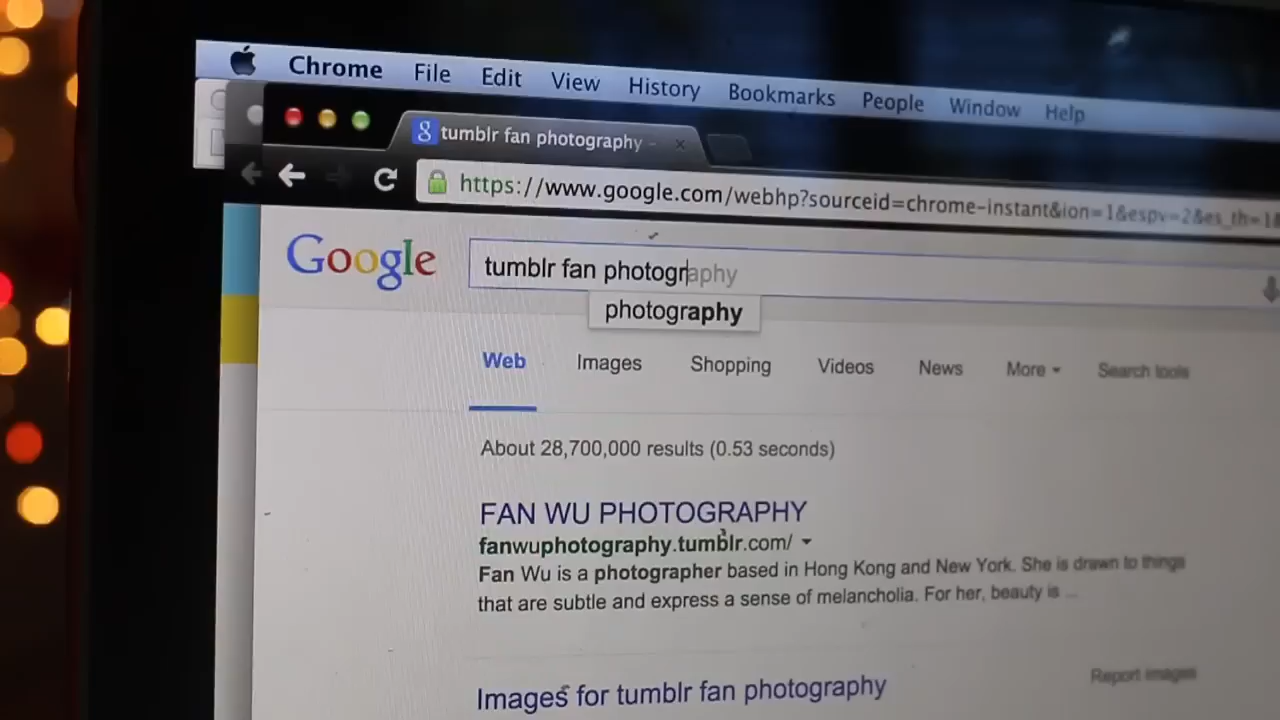 Chrome File Edit View History Bookmarks People Window Help
tumblr fan photography -
https://www.google.com/webhp?sourceid=chrome-instant&ion=1&espv=2&es_th=1&
Google tumblr fan photography
photography
Web Images Shopping Videos News More Search tools
About 28,700,000 results (0.53 seconds)
FAN WU PHOTOGRAPHY
fanwuphotography.tumblr.com/
Fan Wu is a photographer based in Hong Kong and New York. She is drawn to things
that are subtle and express a sense of melancholia. For her, beauty is ...
Images for tumblr fan photography Report images